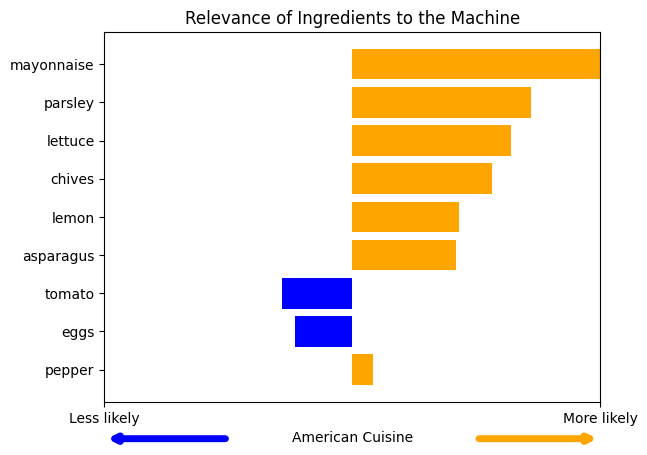 Relevance of Ingredients to the Machine
mayonnaise
parsley
lettuce
chives
lemon
asparagus
tomato
eggs
pepper
Less likely
More likely
American Cuisine